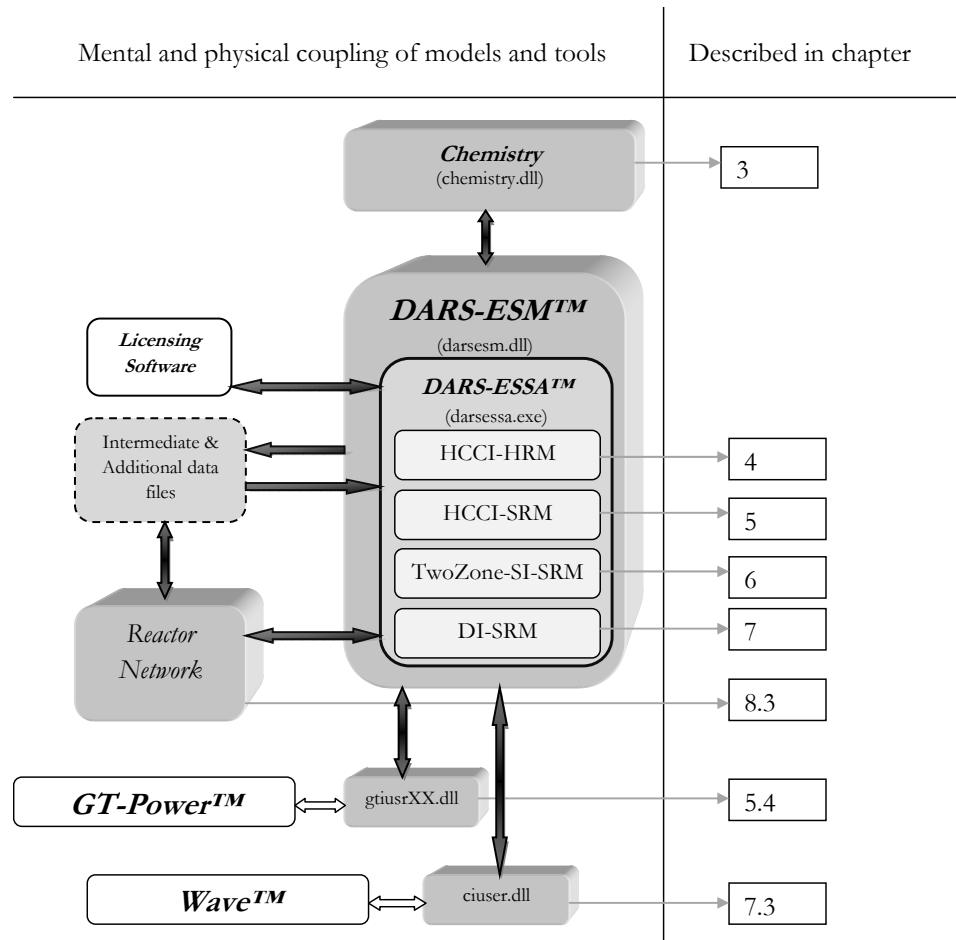 Mental and physical coupling of models and tools
Described in chapter
Chemistry
(chemistry.dll)
3
DARS-ESM™
(darsesm.dll)
Licensing
Software
DARS-ESSA™
(darsessa.exe)
Intermediate &
Additional data
files
HCCI-HRM
4
HCCI-SRM
5
TwoZone-SI-SRM
6
DI-SRM
7
Reactor
Network
8.3
GT-Power™
gtiusrXX.dll
5.4
Wave™
ciuser.dll
7.3